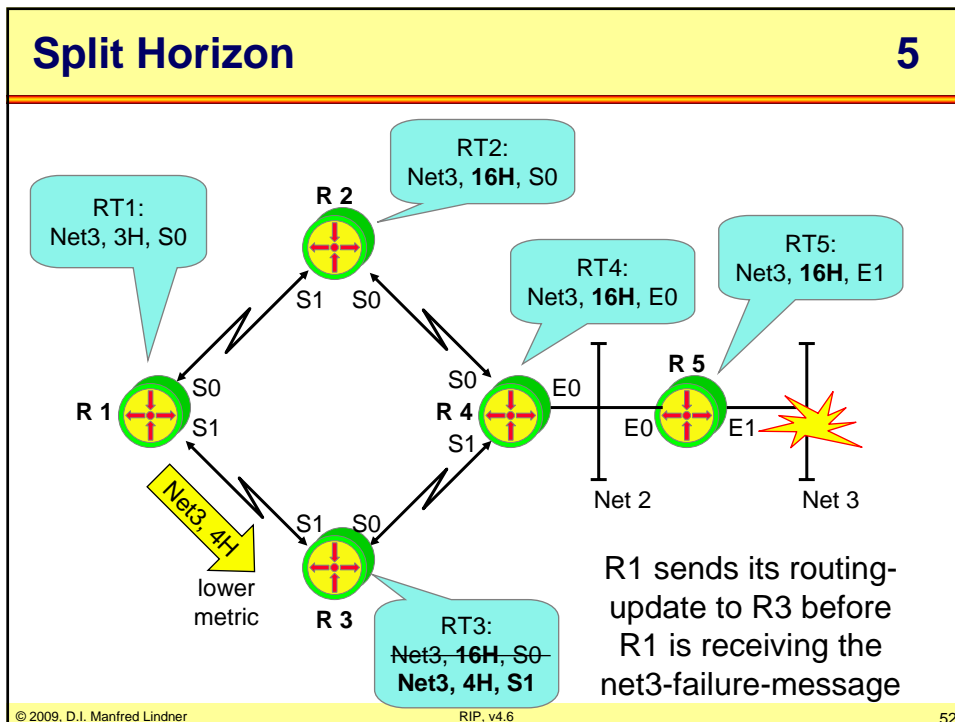 Split Horizon 5
RT2:
Net3, 16H, S0
R 2
RT1:
Net3, 3H, S0
RT4:
Net3, 16H, E0
RT5:
Net3, 16H, E1
S1 S0
S0
R 1
S1
S0
R 4
S1
E0
R 5
E0 E1
Net 2
Net 3
Net3, 4H
lower
metric
S1 S0
R 3
RT3:
Net3, 16H, S0
Net3, 4H, S1
R1 sends its routing-
update to R3 before
R1 is receiving the
net3-failure-message
© 2009, D.I. Manfred Lindner
RIP, v4.6
52